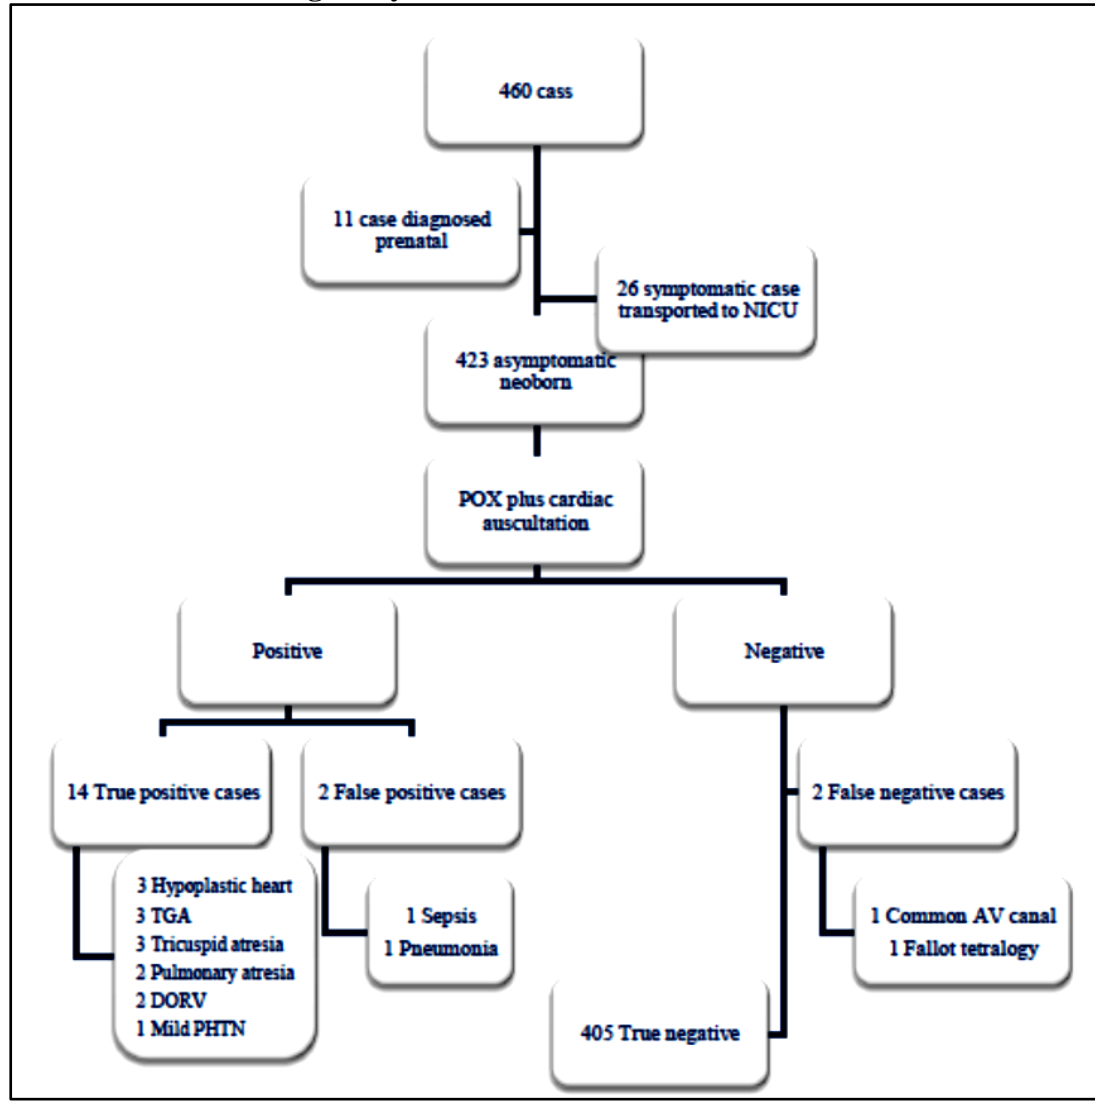 460 cass
11 case diagnosed
prenatal
26 symptomatic case
transported to NICU
423 asymptomatic
neoborn
POX plus cardiac
auscultation
Positive
Negative
14 True positive cases
2 False positive cases
2 False negative cases
3 Hypoplastic heart
3 TGA
3 Tricuspid atresia
2 Pulmonary atresia
2 DORV
1 Mild PHTN
1 Sepsis
1 Pneumonia
1 Common AV canal
1 Fallot tetralogy
405 True negative